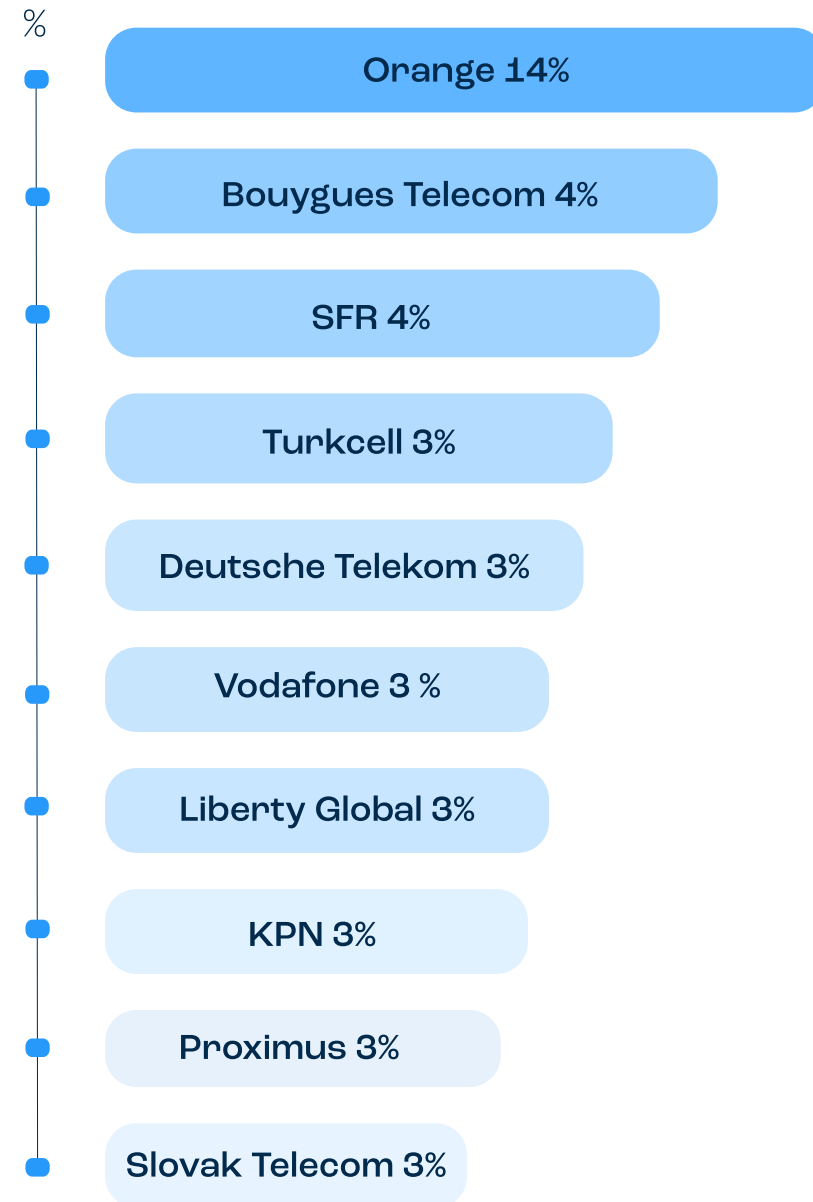 %
Orange 14%
Bouygues Telecom 4%
SFR 4%
Turkcell 3%
Deutsche Telekom 3%
Vodafone 3 %
Liberty Global 3%
KPN 3%
Proximus 3%
Slovak Telecom 3%